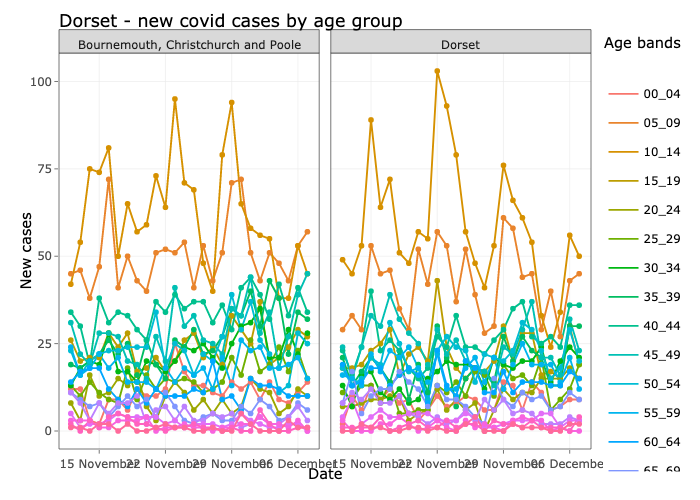 Dorset - new covid cases by age group
Bournemouth, Christchurch and Poole
Dorset
Age bands
00_04
05_09
10_14
15_19
20_24
25_29
30_34
35_39
40_44
45_49
50_54
55_59
60_64
65_69
New cases
100
75
50
25
0
15 November 22 November 29 November 06 December 15 November 22 November 29 November 06 December
Date